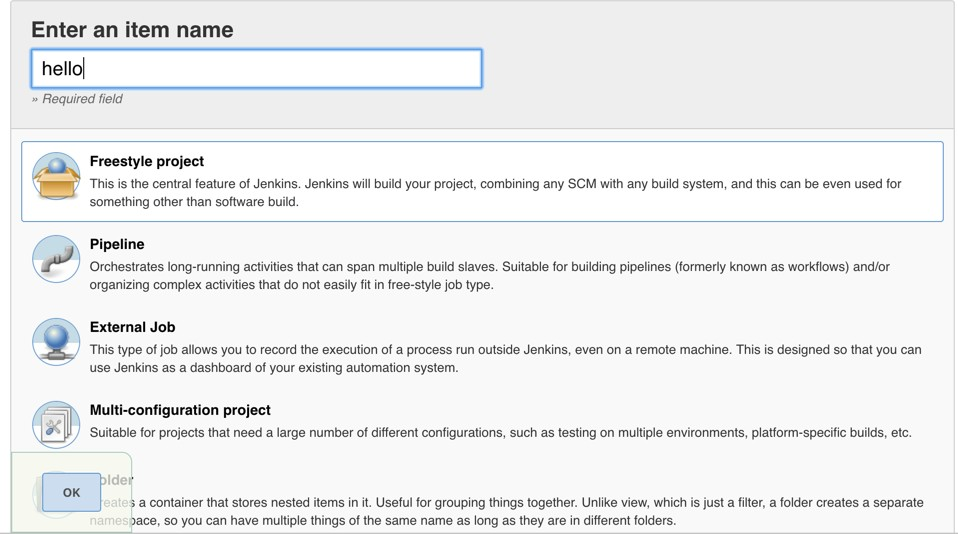 Enter an item name
hello
» Required field
Freestyle project
This is the central feature of Jenkins. Jenkins will build your project, combining any SCM with any build system, and this can be even used for
something other than software build.
Pipeline
Orchestrates long-running activities that can span multiple build slaves. Suitable for building pipelines (formerly known as workflows) and/or
organizing complex activities that do not easily fit in free-style job type.
External Job
This type of job allows you to record the execution of a process run outside Jenkins, even on a remote machine. This is designed so that you can
use Jenkins as a dashboard of your existing automation system.
Multi-configuration project
Suitable for projects that need a large number of different configurations, such as testing on multiple environments, platform-specific builds, etc.
Folder
Creates a container that stores nested items in it. Useful for grouping things together. Unlike view, which is just a filter, a folder creates a separate
namespace, so you can have multiple things of the same name as long as they are in different folders.
OK